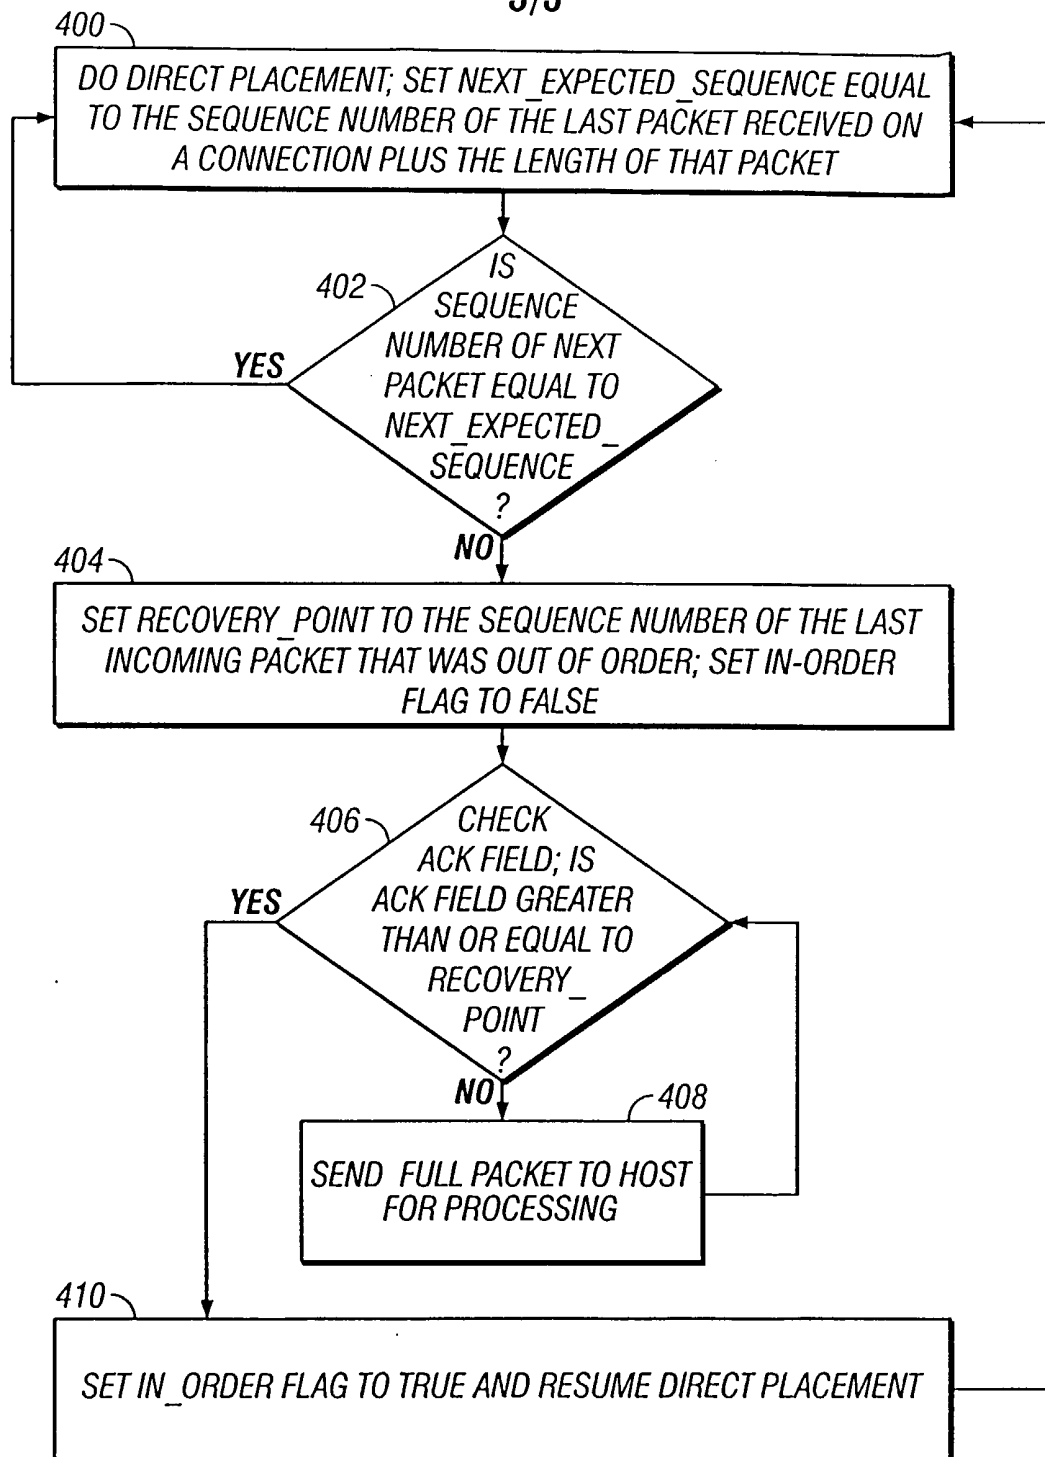 400
DO DIRECT PLACEMENT; SET NEXT_EXPECTED_SEQUENCE EQUAL
TO THE SEQUENCE NUMBER OF THE LAST PACKET RECEIVED ON
A CONNECTION PLUS THE LENGTH OF THAT PACKET
402
IS
SEQUENCE
NUMBER OF NEXT
PACKET EQUAL TO
NEXT_EXPECTED_
SEQUENCE
?
YES
NO
404
SET RECOVERY_POINT TO THE SEQUENCE NUMBER OF THE LAST
INCOMING PACKET THAT WAS OUT OF ORDER; SET IN-ORDER
FLAG TO FALSE
406
CHECK
ACK FIELD; IS
ACK FIELD GREATER
THAN OR EQUAL TO
RECOVERY_
POINT
?
YES
NO
408
SEND FULL PACKET TO HOST
FOR PROCESSING
410
SET IN_ORDER FLAG TO TRUE AND RESUME DIRECT PLACEMENT